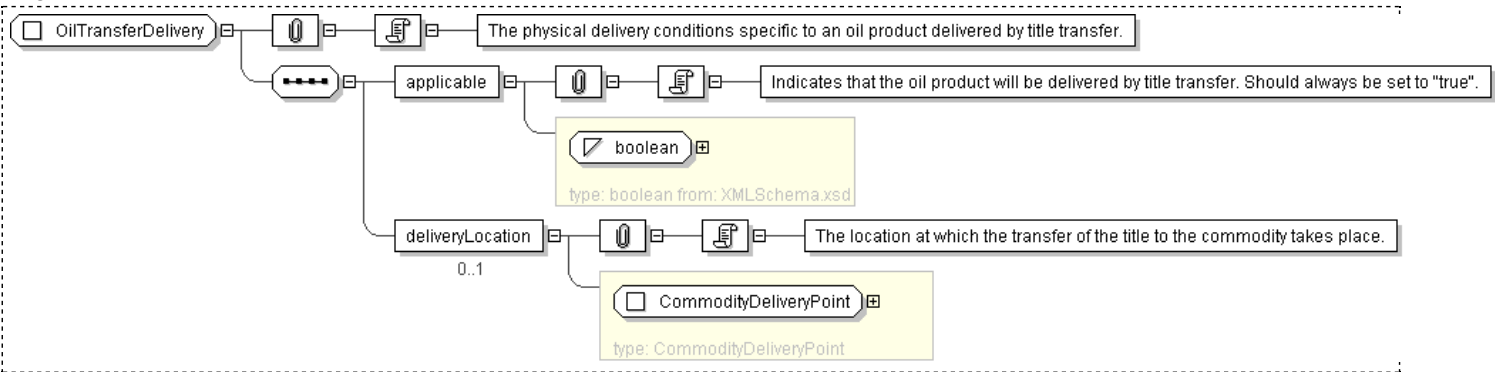 OilTransferDelivery
The physical delivery conditions specific to an oil product delivered by title transfer.
applicable
Indicates that the oil product will be delivered by title transfer. Should always be set to "true".
boolean
type: boolean from: XMLSchema.xsd
deliveryLocation
The location at which the transfer of the title to the commodity takes place.
0..1
CommodityDeliveryPoint
type: CommodityDeliveryPoint